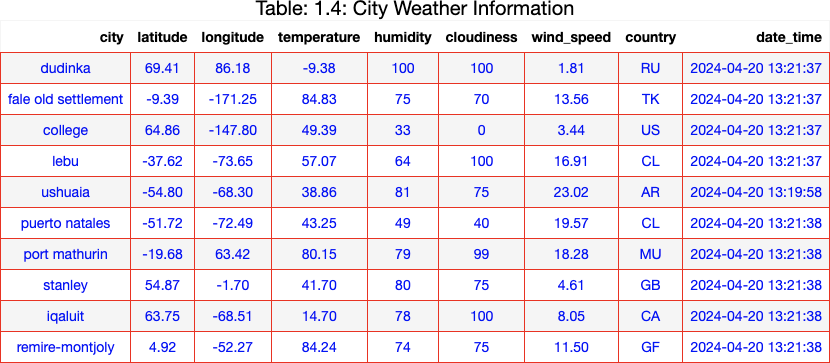 Table: 1.4: City Weather Information
city latitude longitude temperature humidity cloudiness wind_speed country date_time
dudinka 69.41 86.18 -9.38 100 100 1.81 RU 2024-04-20 13:21:37
fale old settlement -9.39 -171.25 84.83 75 70 13.56 TK 2024-04-20 13:21:37
college 64.86 -147.80 49.39 33 0 3.44 US 2024-04-20 13:21:37
lebu -37.62 -73.65 57.07 64 100 16.91 CL 2024-04-20 13:21:37
ushuaia -54.80 -68.30 38.86 81 75 23.02 AR 2024-04-20 13:19:58
puerto natales -51.72 -72.49 43.25 49 40 19.57 CL 2024-04-20 13:21:38
port mathurin -19.68 63.42 80.15 79 99 18.28 MU 2024-04-20 13:21:38
stanley 54.87 -1.70 41.70 80 75 4.61 GB 2024-04-20 13:21:38
iqaluit 63.75 -68.51 14.70 78 100 8.05 CA 2024-04-20 13:21:38
remire-montjoly 4.92 -52.27 84.24 74 75 11.50 GF 2024-04-20 13:21:38